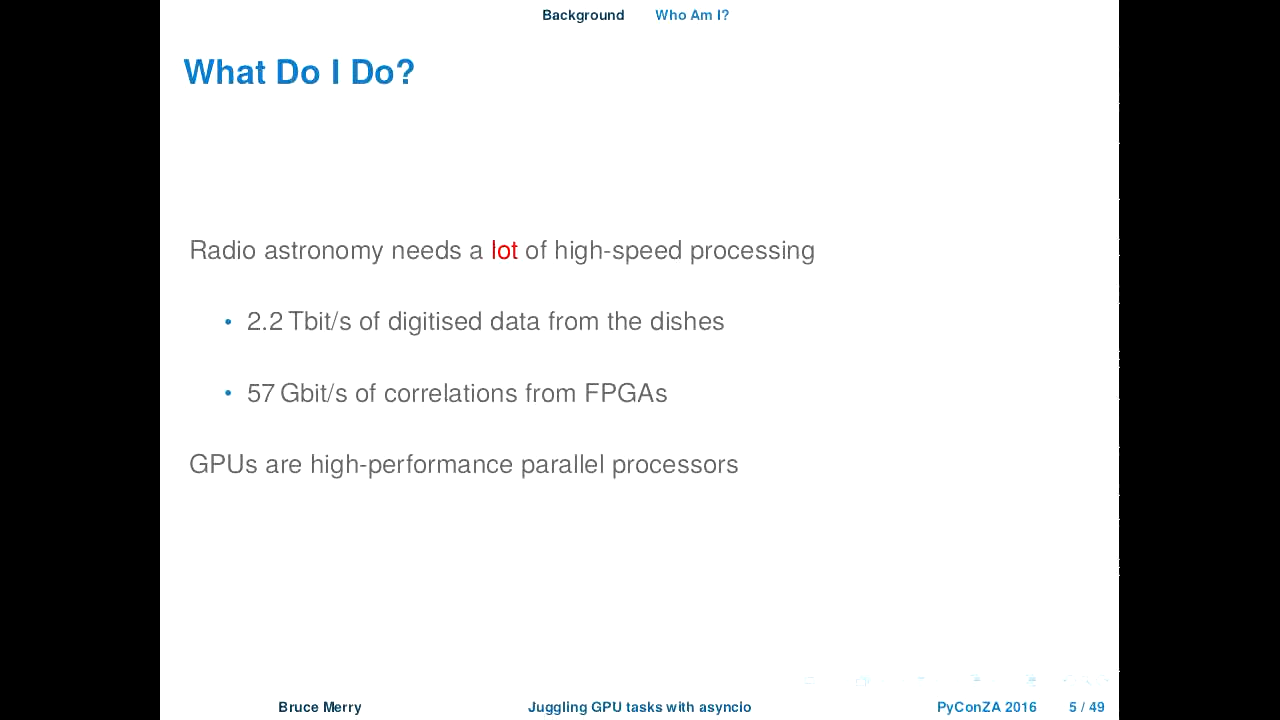 Background Who Am I?
What Do I Do?
Radio astronomy needs a lot of high-speed processing
• 2.2 Tbit/s of digitised data from the dishes
• 57 Gbit/s of correlations from FPGAs
GPUs are high-performance parallel processors
Bruce Merry Juggling GPU tasks with asyncio PyConZA 2016 5 / 49